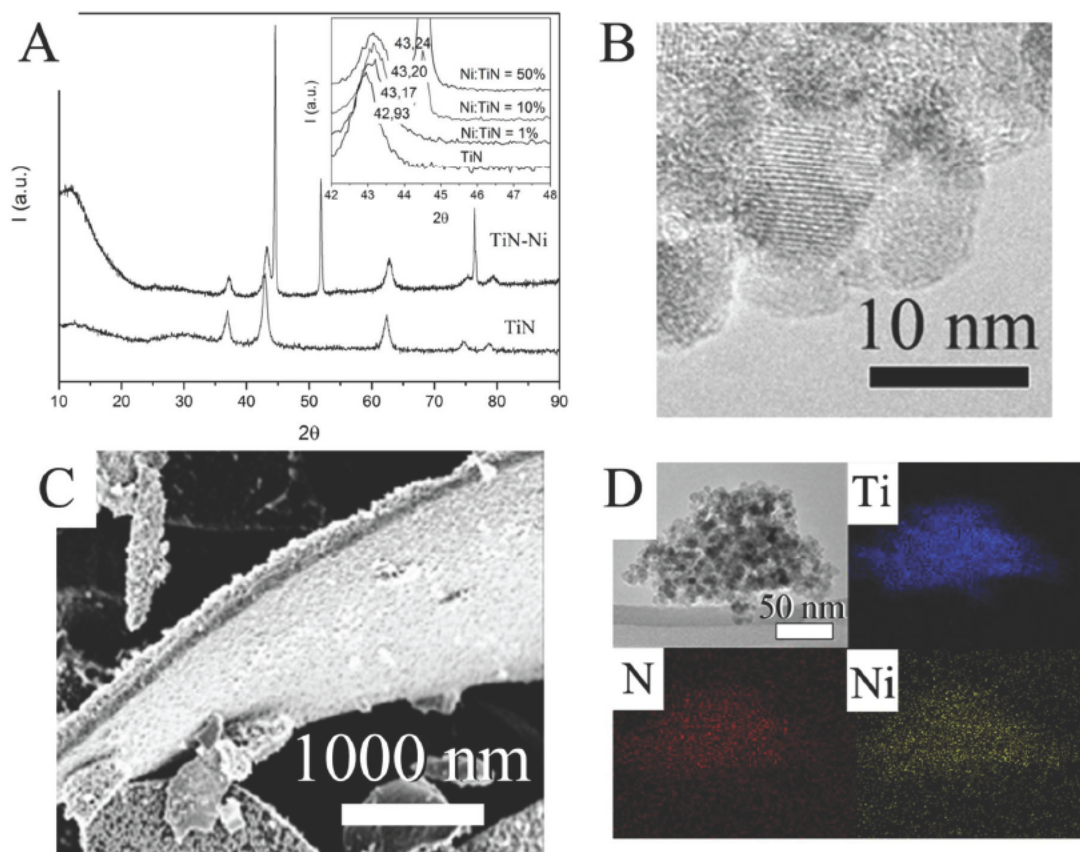 A
I (a.u.)
TiN-Ni
TiN
10 20 30 40 50 60 70 80 90
2θ
I (a.u.)
43,24
Ni:TiN = 50%
43,20
Ni:TiN = 10%
43,17
Ni:TiN = 1%
42,93
TiN
42 43 44 45 46 47 48
2θ
B
10 nm
C
1000 nm
D
50 nm
Ti
N
Ni